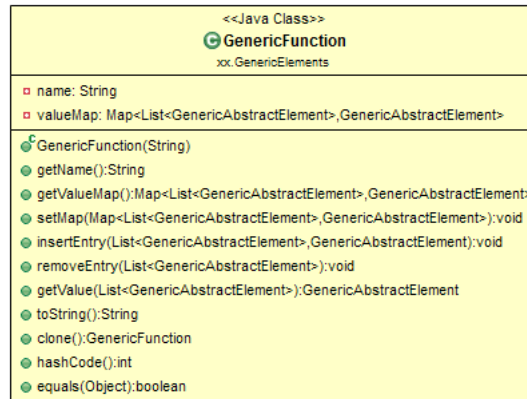 <<Java Class>>
GenericFunction
xx.GenericElements
name: String
valueMap: Map<List<GenericAbstractElement>,GenericAbstractElement>
GenericFunction(String)
getName():String
getValueMap():Map<List<GenericAbstractElement>,GenericAbstractElement>
setMap(Map<List<GenericAbstractElement>,GenericAbstractElement>):void
insertEntry(List<GenericAbstractElement>,GenericAbstractElement):void
removeEntry(List<GenericAbstractElement>):void
getValue(List<GenericAbstractElement>):GenericAbstractElement
toString():String
clone():GenericFunction
hashCode():int
equals(Object):boolean